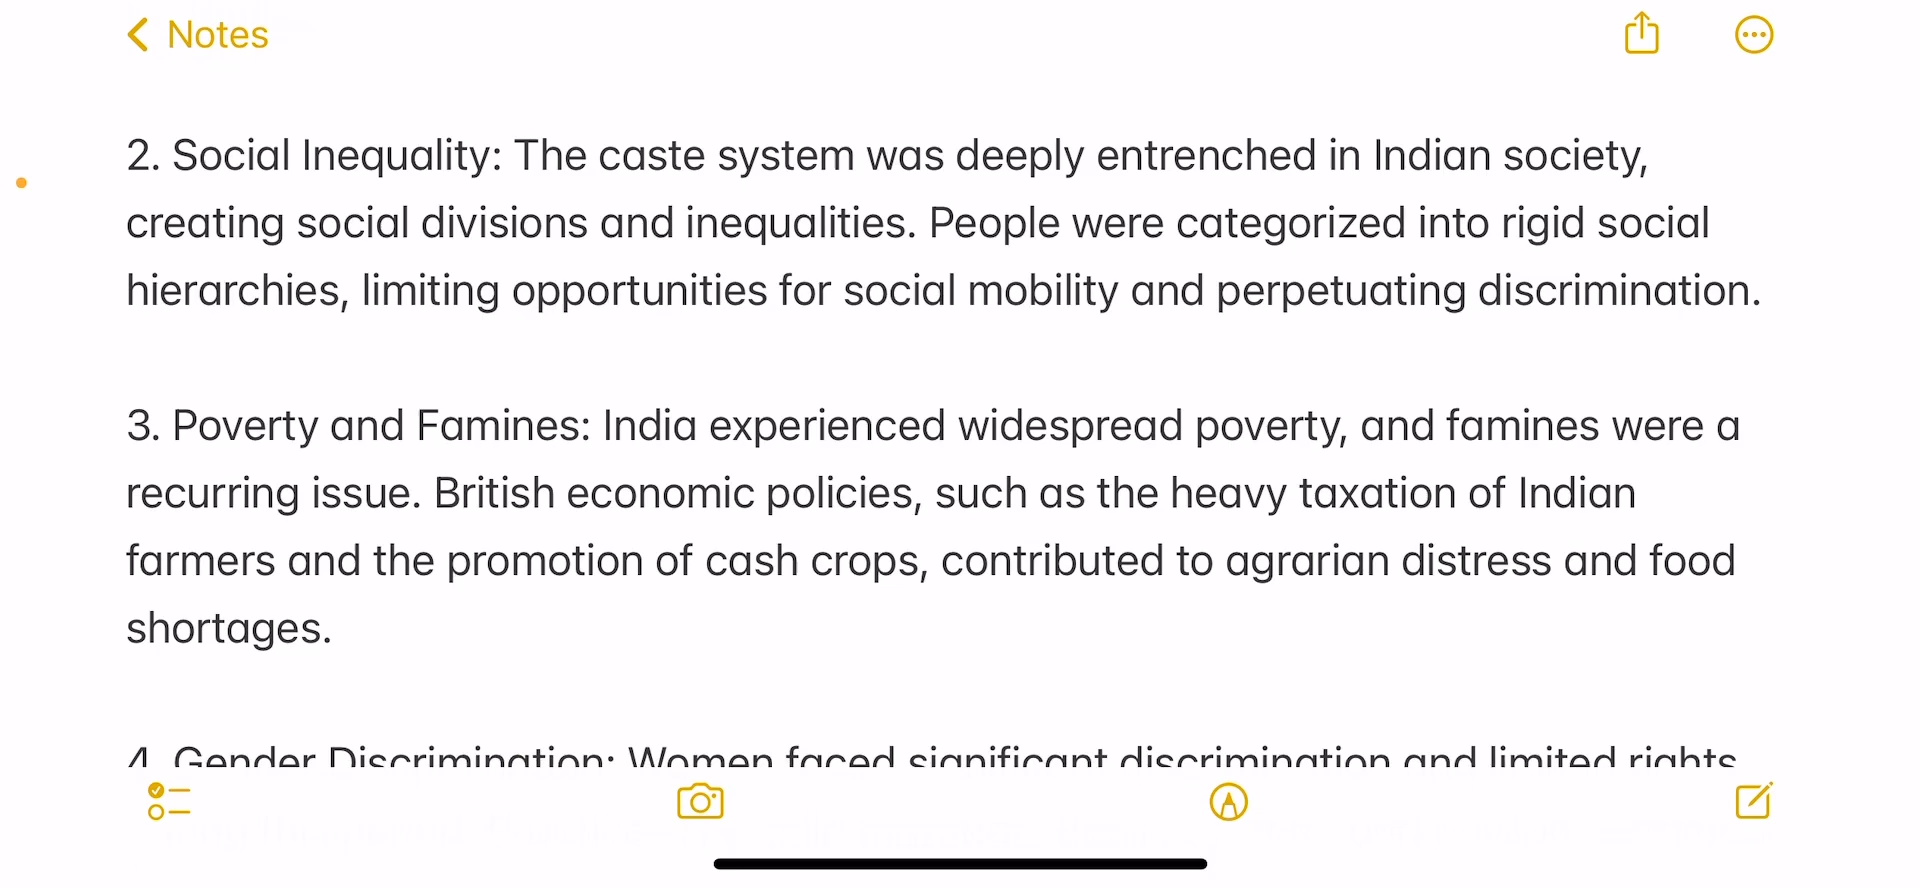 Notes
2. Social Inequality: The caste system was deeply entrenched in Indian society,
creating social divisions and inequalities. People were categorized into rigid social
hierarchies, limiting opportunities for social mobility and perpetuating discrimination.
3. Poverty and Famines: India experienced widespread poverty, and famines were a
recurring issue. British economic policies, such as the heavy taxation of Indian
farmers and the promotion of cash crops, contributed to agrarian distress and food
shortages.
4. Gender Discrimination: Women faced significant discrimination and limited rights